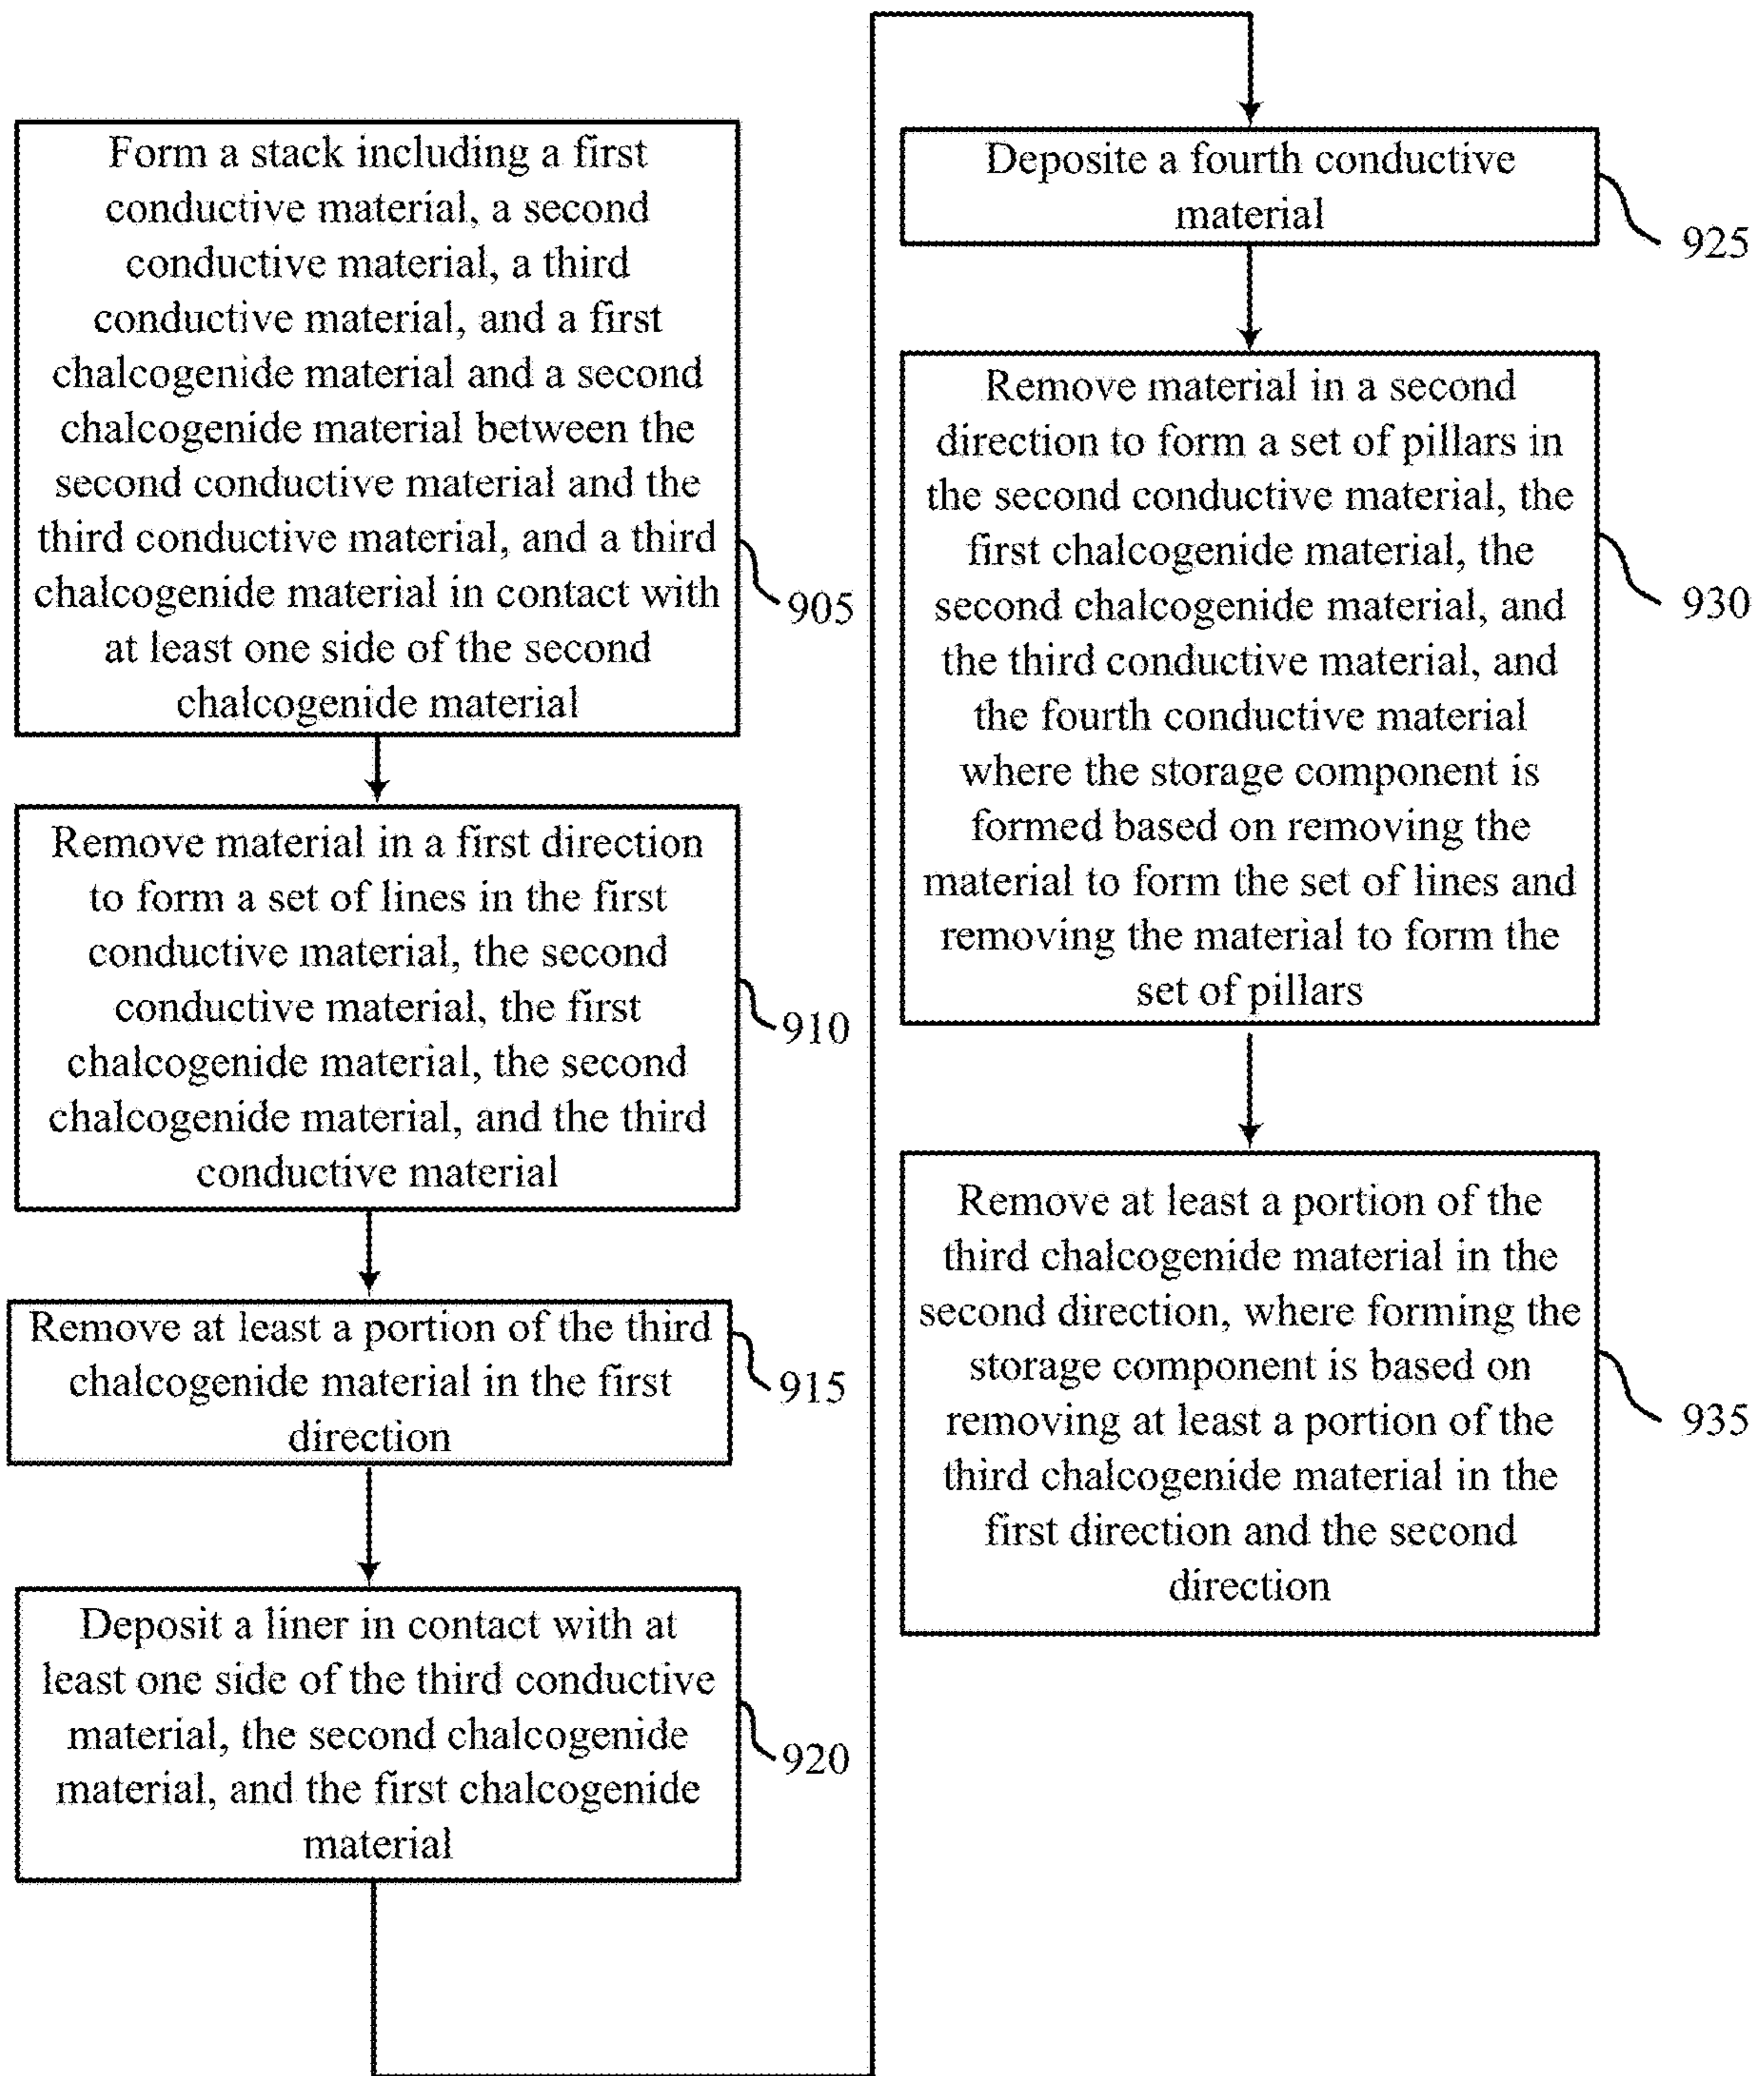 Form a stack including a first
conductive material, a second
conductive material, a third
conductive material, and a first
chalcogenide material and a second
chalcogenide material between the
second conductive material and the
third conductive material, and a third
chalcogenide material in contact with
at least one side of the second
chalcogenide material
905
Remove material in a first direction
to form a set of lines in the first
conductive material, the second
conductive material, the first
chalcogenide material, the second
chalcogenide material, and the third
conductive material
910
Remove at least a portion of the third
chalcogenide material in the first
direction
915
Deposit a liner in contact with at
least one side of the third conductive
material, the second chalcogenide
material, and the first chalcogenide
material
920
Deposite a fourth conductive
material
925
Remove material in a second
direction to form a set of pillars in
the second conductive material, the
first chalcogenide material, the
second chalcogenide material, and
the third conductive material, and
the fourth conductive material
where the storage component is
formed based on removing the
material to form the set of lines and
removing the material to form the
set of pillars
930
Remove at least a portion of the
third chalcogenide material in the
second direction, where forming the
storage component is based on
removing at least a portion of the
third chalcogenide material in the
first direction and the second
direction
935